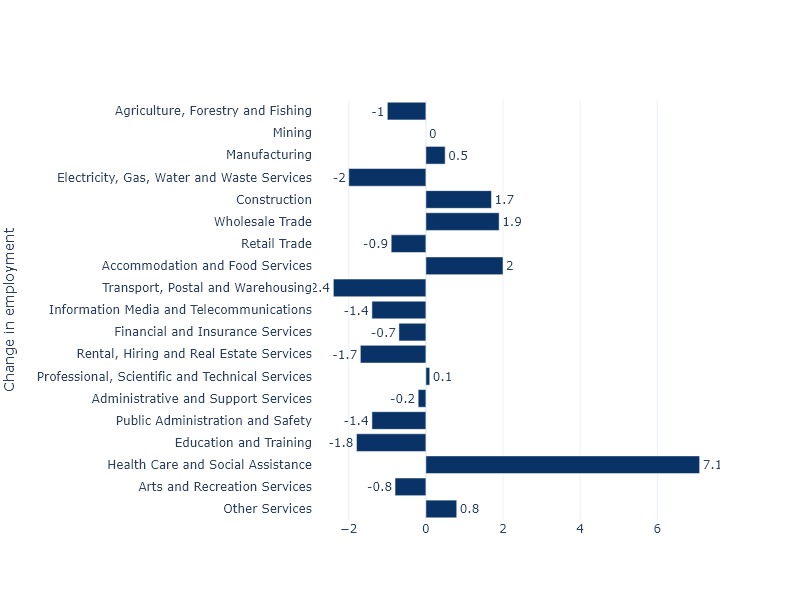 Change in employment
Agriculture, Forestry and Fishing -1
Mining 0
Manufacturing 0.5
Electricity, Gas, Water and Waste Services -2
Construction 1.7
Wholesale Trade 1.9
Retail Trade -0.9
Accommodation and Food Services 2
Transport, Postal and Warehousing 2.4
Information Media and Telecommunications -1.4
Financial and Insurance Services -0.7
Rental, Hiring and Real Estate Services -1.7
Professional, Scientific and Technical Services 0.1
Administrative and Support Services -0.2
Public Administration and Safety -1.4
Education and Training -1.8
Health Care and Social Assistance 7.1
Arts and Recreation Services -0.8
Other Services 0.8
−2 0 2 4 6